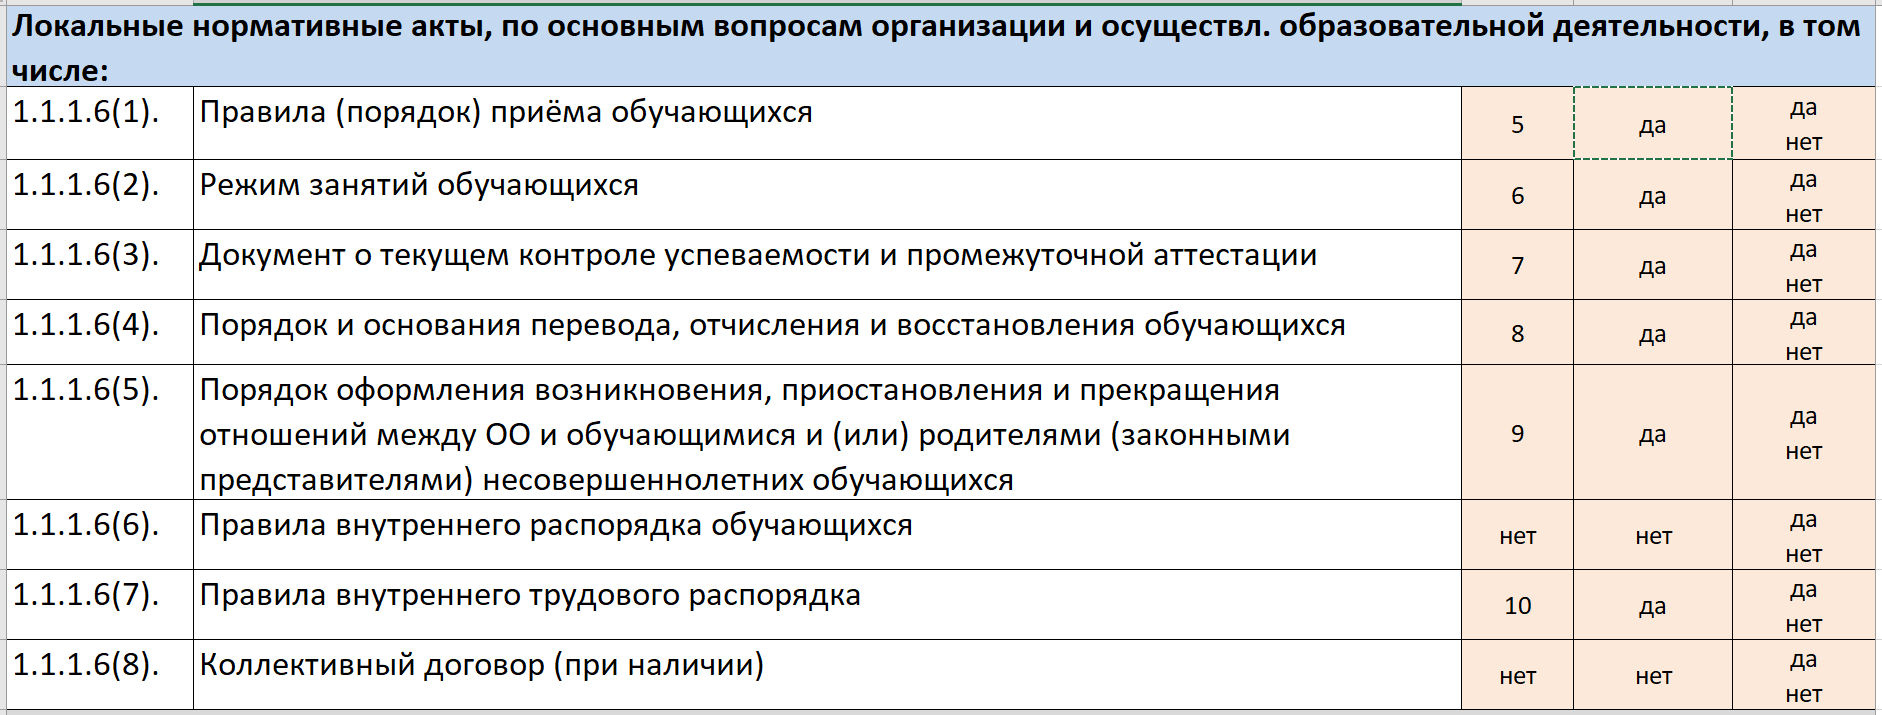 Локальные нормативные акты, по основным вопросам организации и осуществл. образовательной деятельности, в том
числе:
1.1.1.6(1). Правила (порядок) приёма обучающихся 5 да да
нет
1.1.1.6(2). Режим занятий обучающихся 6 да да
нет
1.1.1.6(3). Документ о текущем контроле успеваемости и промежуточной аттестации 7 да да
нет
1.1.1.6(4). Порядок и основания перевода, отчисления и восстановления обучающихся 8 да да
нет
1.1.1.6(5). Порядок оформления возникновения, приостановления и прекращения
отношений между ОО и обучающимися и (или) родителями (законными
представителями) несовершеннолетних обучающихся 9 да да
нет
1.1.1.6(6). Правила внутреннего распорядка обучающихся нет нет да
нет
1.1.1.6(7). Правила внутреннего трудового распорядка 10 да да
нет
1.1.1.6(8). Коллективный договор (при наличии) нет нет да
нет